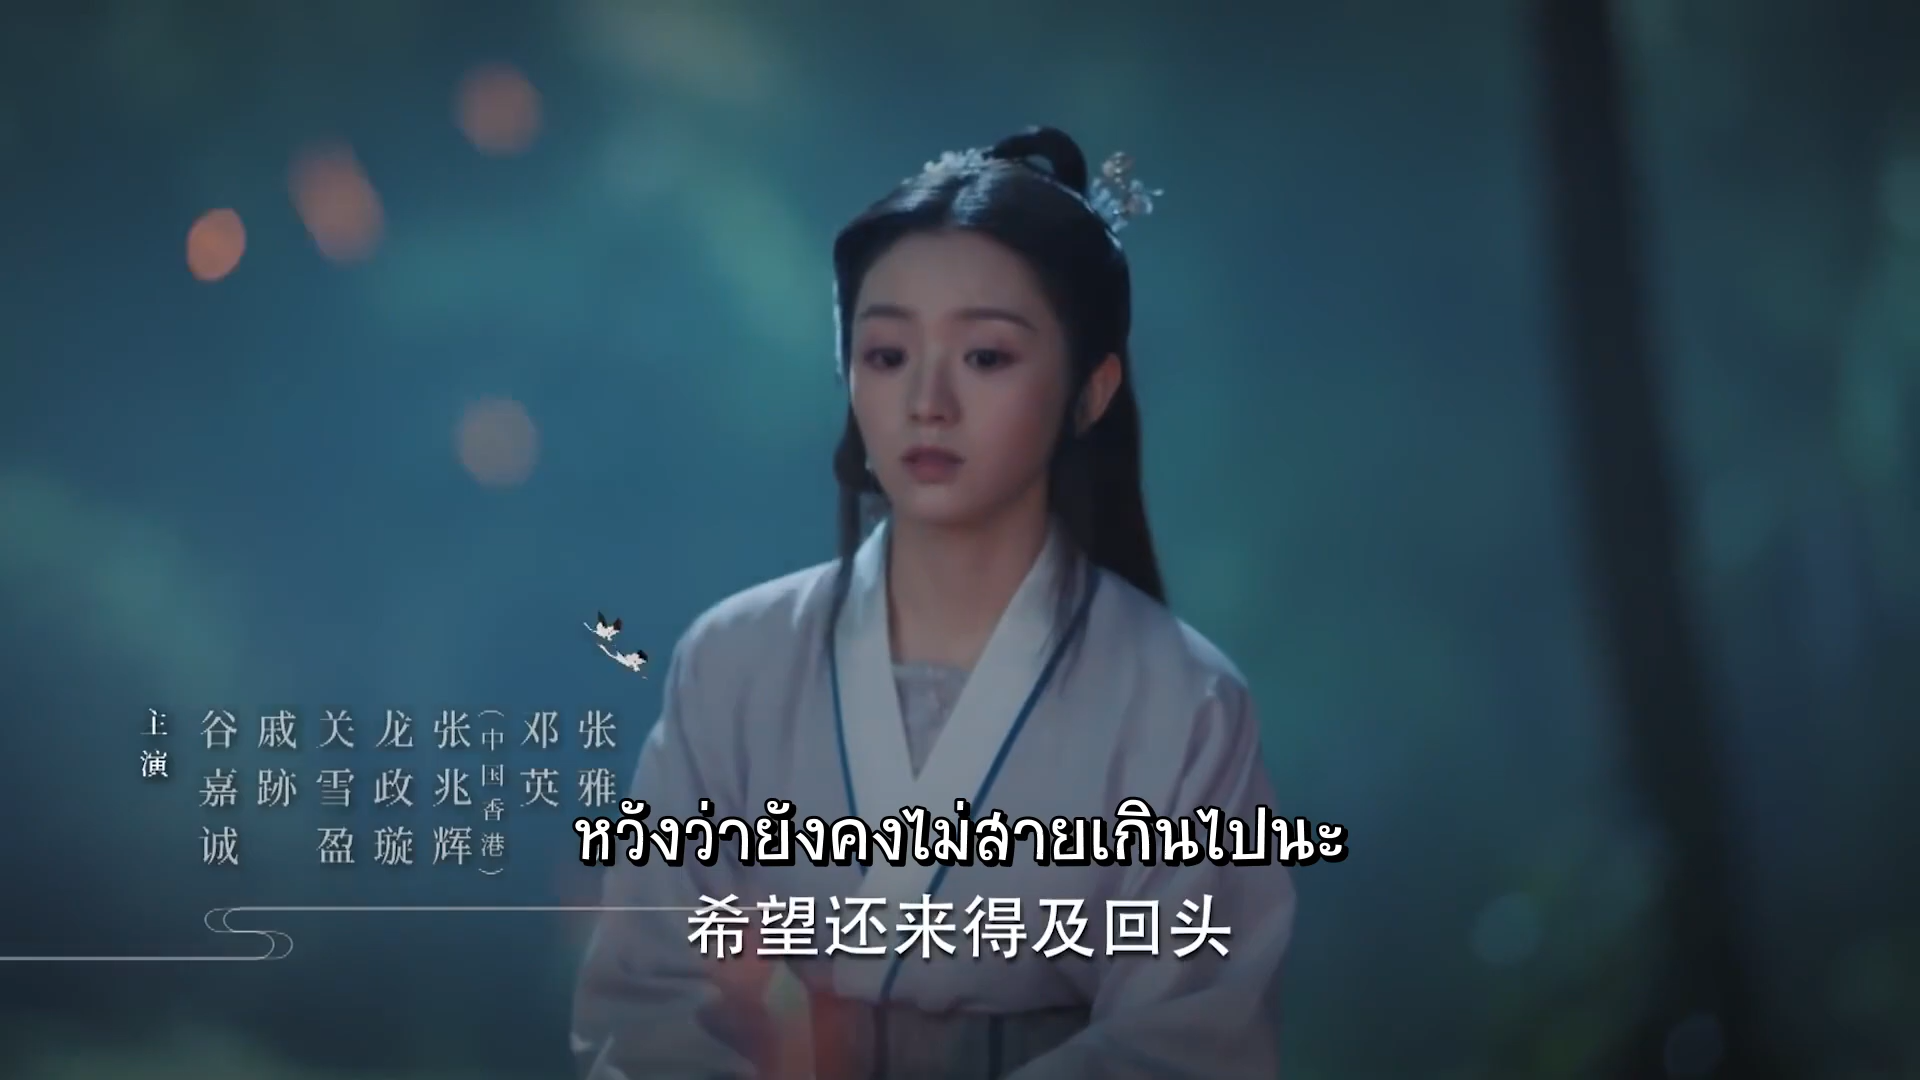 主演
谷嘉诚
戚跡
关雪盈
龙政璇
张兆辉
（中国香港）
邓英
张雅
หวังว่ายังคงไม่สายเกินไปนะ
希望还来得及回头